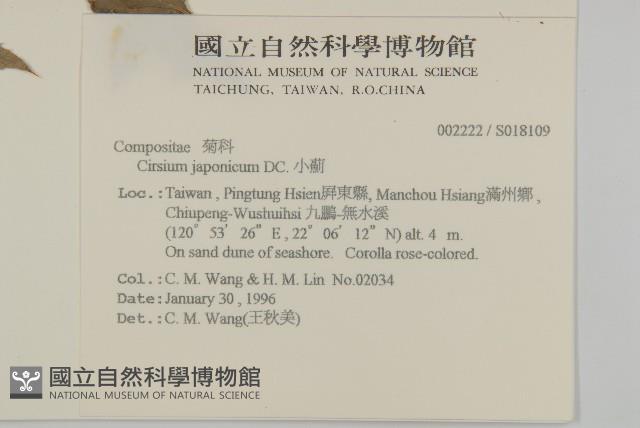 國立自然科學博物館
NATIONAL MUSEUM OF NATURAL SCIENCE
TAICHUNG, TAIWAN, R.O.CHINA
002222 / S018109
Compositae 菊科
Cirsium japonicum DC. 小薊
Loc.:Taiwan , Pingtung Hsien屏東縣, Manchou Hsiang滿州鄉 ,
Chiupeng-Wushuihsi 九鵬-無水溪
(120° 53' 26" E , 22° 06' 12" N) alt. 4 m.
On sand dune of seashore. Corolla rose-colored.
Col.: C. M. Wang & H. M. Lin No.02034
Date:January 30 , 1996
Det.: C. M. Wang(王秋美)
國立自然科學博物館
NATIONAL MUSEUM OF NATURAL SCIENCE